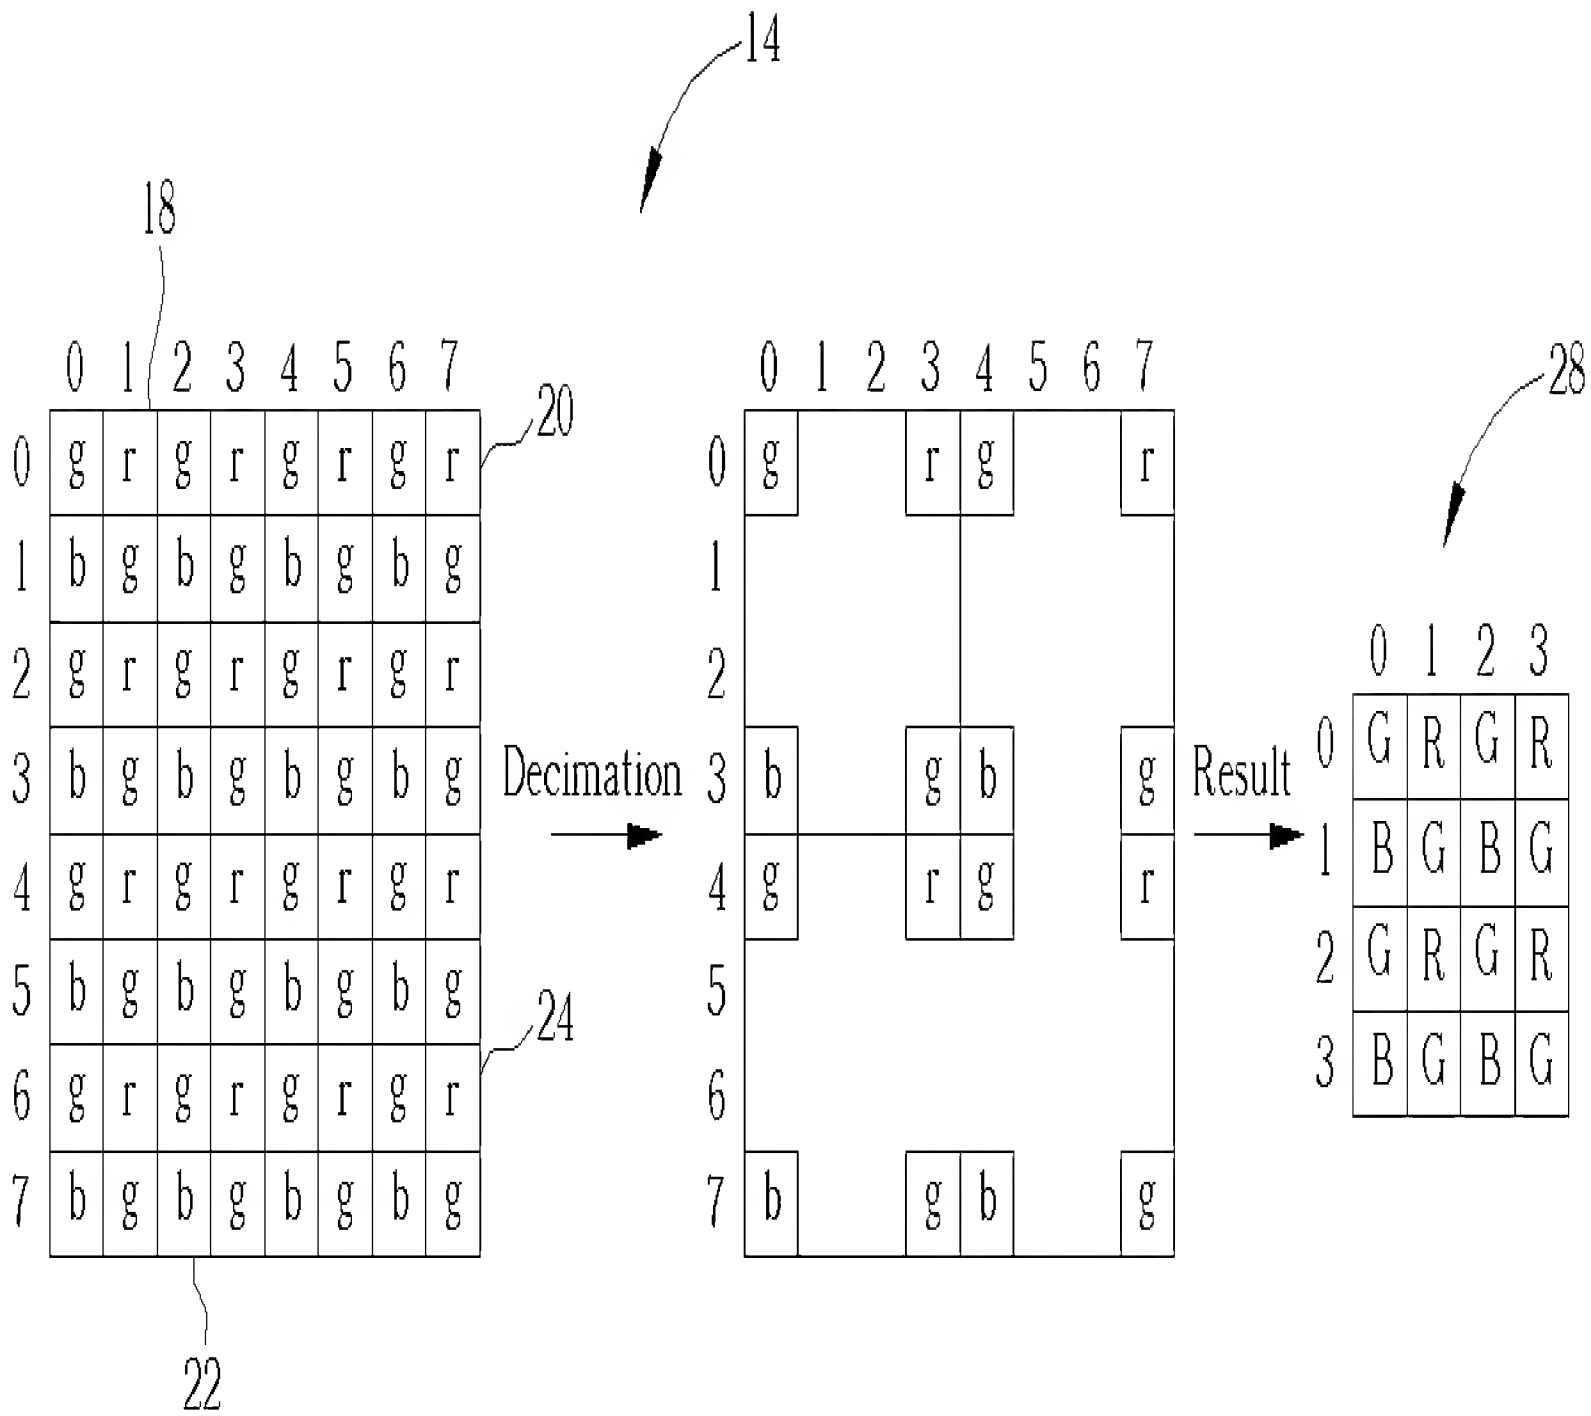 14
18
0 1 2 3 4 5 6 7
20
0 g r g r g r g r
1 b g b g b g b g
2 g r g r g r g r
3 b g b g b g b g
4 g r g r g r g r
5 b g b g b g b g
6 g r g r g r g r
7 b g b g b g b g
24
22
Decimation
0 1 2 3 4 5 6 7
0 g r g r
1
2
3 b g b g
4 g r g r
5
6
7 b g b g
Result
28
0 1 2 3
0 G R G R
1 B G B G
2 G R G R
3 B G B G